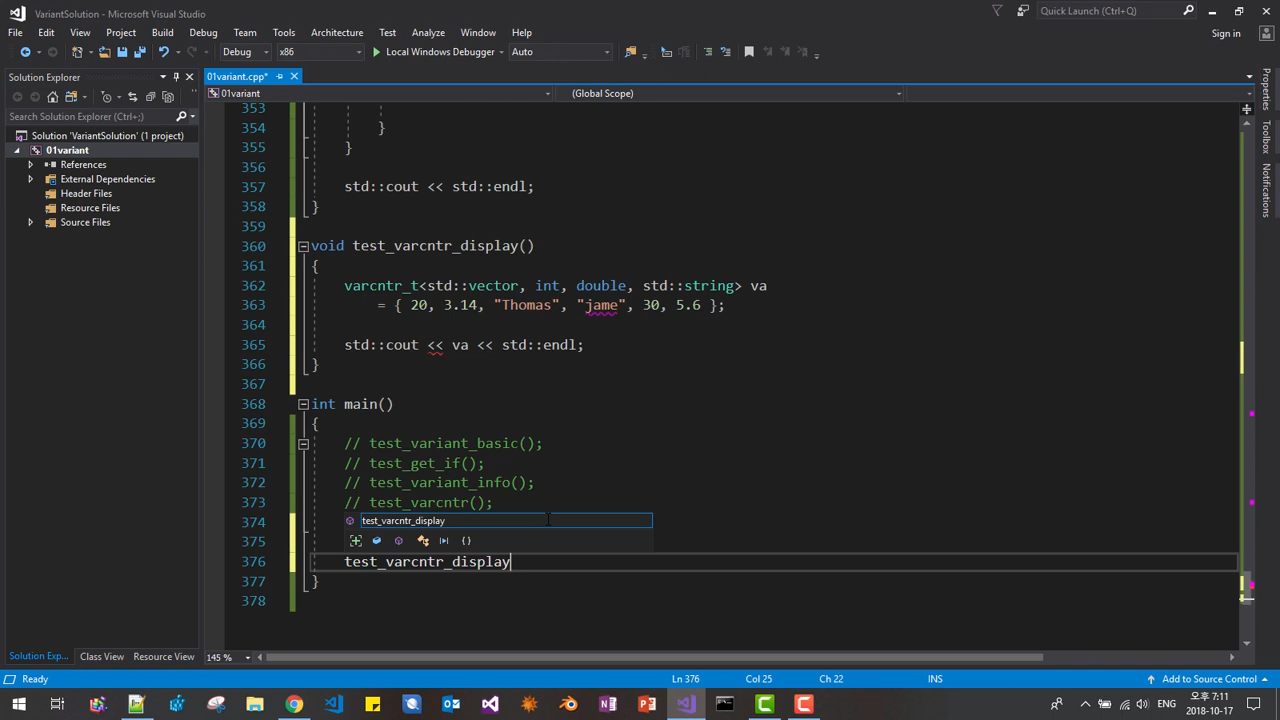 VariantSolution - Microsoft Visual Studio
Quick Launch (Ctrl+Q)
File Edit View Project Build Debug Team Tools Architecture Test Analyze Window Help
Sign in
Debug x86 Local Windows Debugger Auto
Solution Explorer
01variant.cpp*
01variant
(Global Scope)
Search Solution Explorer (Ctrl+;)
Solution 'VariantSolution' (1 project)
01variant
References
External Dependencies
Header Files
Resource Files
Source Files
353
354 }
355 }
356
357 std::cout << std::endl;
358 }
359
360 void test_varcntr_display()
361 {
362 varcntr_t<std::vector, int, double, std::string> va
363 = { 20, 3.14, "Thomas", "jame", 30, 5.6 };
364
365 std::cout << va << std::endl;
366 }
367
368 int main()
369 {
370 // test_variant_basic();
371 // test_get_if();
372 // test_variant_info();
373 // test_varcntr();
374 test_varcntr_display
375
376 test_varcntr_display
377 }
378
Properties
Toolbox
Notifications
Solution Exp... Class View Resource View
145 %
Ready
Ln 376 Col 25 Ch 22 INS
Add to Source Control
ENG
오후 7:11
2018-10-17